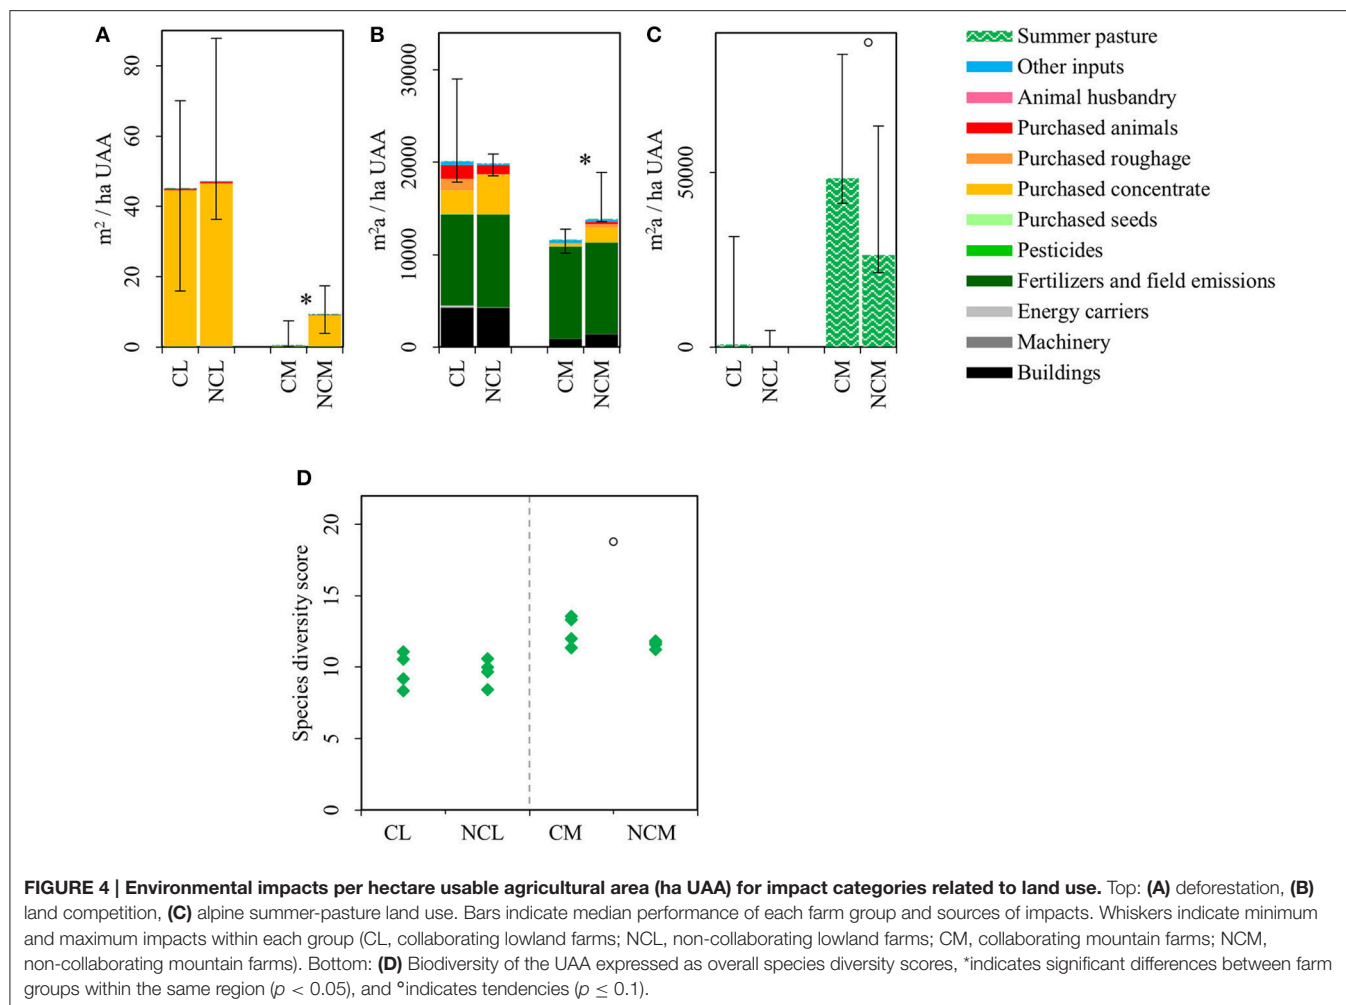 A
m² / ha UAA
80
60
40
20
0
*
CL
NCL
CM
NCM
B
m²a / ha UAA
30000
20000
10000
0
*
CL
NCL
CM
NCM
C
m²a / ha UAA
50000
0
CL
NCL
CM
NCM
Summer pasture
Other inputs
Animal husbandry
Purchased animals
Purchased roughage
Purchased concentrate
Purchased seeds
Pesticides
Fertilizers and field emissions
Energy carriers
Machinery
Buildings
D
Species diversity score
20
15
10
5
0
CL
NCL
CM
NCM
FIGURE 4 | Environmental impacts per hectare usable agricultural area (ha UAA) for impact categories related to land use. Top: (A) deforestation, (B)
land competition, (C) alpine summer-pasture land use. Bars indicate median performance of each farm group and sources of impacts. Whiskers indicate minimum
and maximum impacts within each group (CL, collaborating lowland farms; NCL, non-collaborating lowland farms; CM, collaborating mountain farms; NCM,
non-collaborating mountain farms). Bottom: (D) Biodiversity of the UAA expressed as overall species diversity scores, *indicates significant differences between farm
groups within the same region (p < 0.05), and °indicates tendencies (p ≤ 0.1).